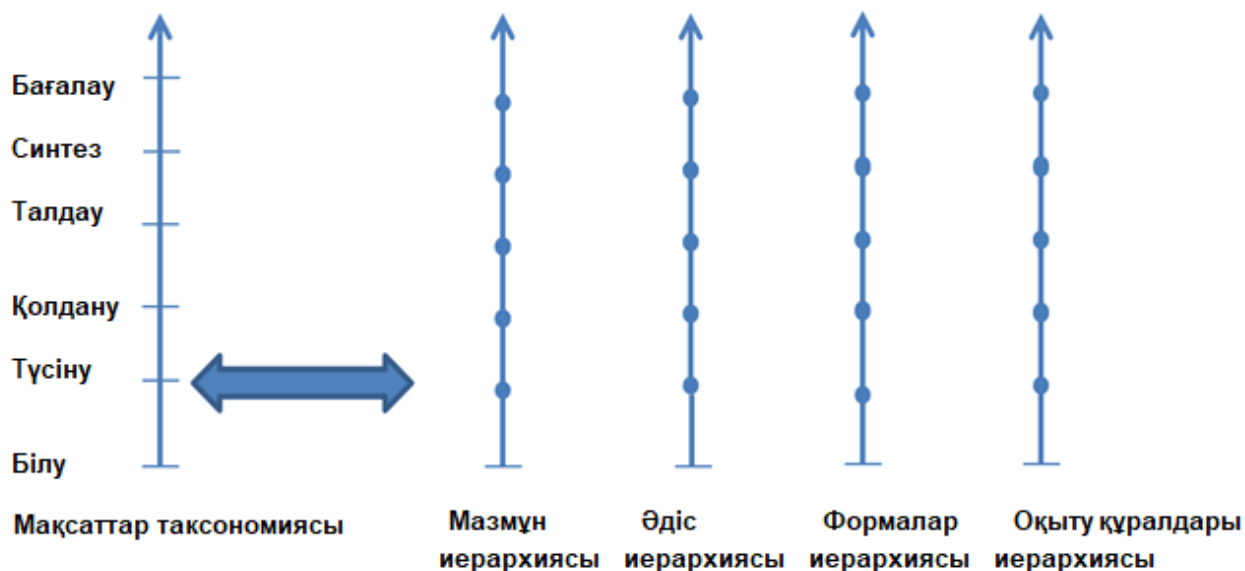 Бағалау
Синтез
Талдау
Қолдану
Түсіну
Білу
Мақсаттар таксономиясы
Мазмұн
иерархиясы
Әдіс
иерархиясы
Формалар
иерархиясы
Оқыту құралдары
иерархиясы